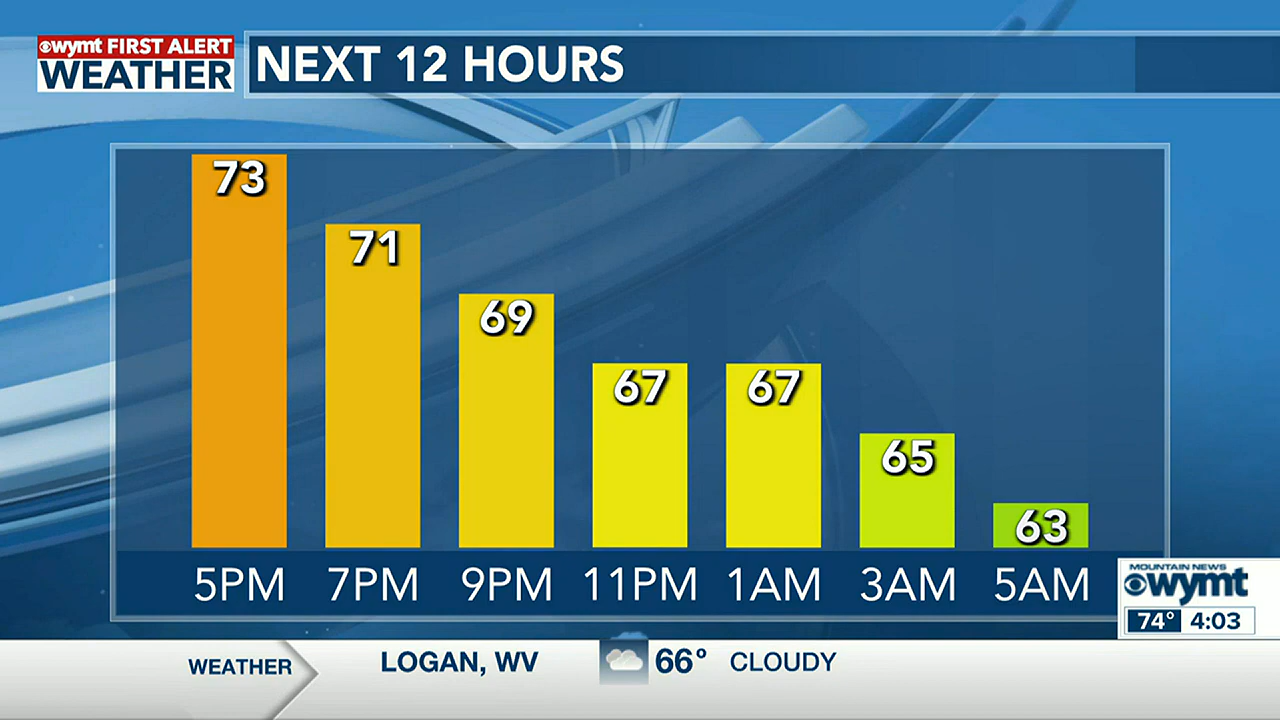 wymt FIRST ALERT
WEATHER
NEXT 12 HOURS
73
71
69
67
67
65
63
5PM 7PM 9PM 11PM 1AM 3AM 5AM
MOUNTAIN NEWS
wymt
74° 4:03
WEATHER
LOGAN, WV 66° CLOUDY